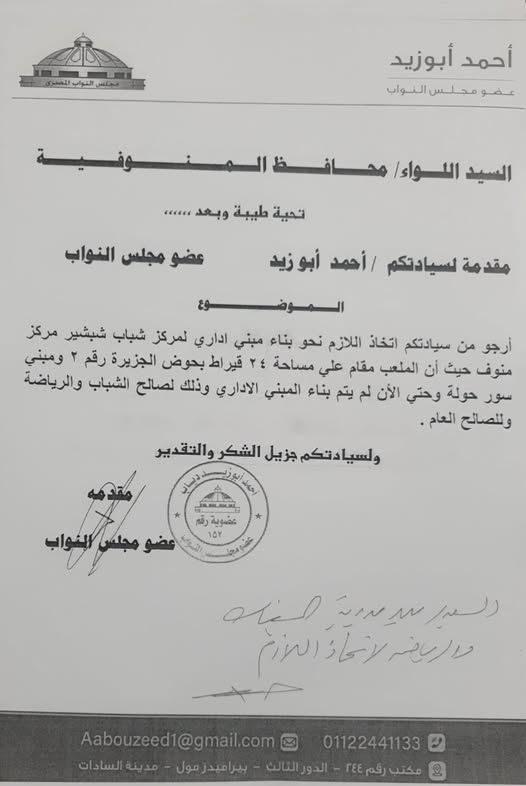 أحمد أبوزيد
عضو مجلس النواب
مجلس النواب المصري
السيد اللواء/ محافظ المنوفية
تحية طيبة وبعد ،،،،،،
مقدمة لسيادتكم / أحمد أبو زيد عضو مجلس النواب
الموضوع
أرجو من سيادتكم اتخاذ اللازم نحو بناء مبني اداري لمركز شباب شبشير مركز
منوف حيث أن الملعب مقام علي مساحة ٢٤ قيراط بحوض الجزيرة رقم ٢ ومبني
سور حولة وحتي الأن لم يتم بناء المبني الاداري وذلك لصالح الشباب والرياضة
وللصالح العام .
ولسيادتكم جزيل الشكر والتقدير
مقدمه
عضو مجلس النواب
احمد ابوزيد دياب
عضوية رقم
١٥٢
عضو مجلس النواب
السيد مدير مديرية الشباب
والرياضه لاتخاذ اللازم
Aabouzeed1@gmail.com 01122441133
مكتب رقم ٢٤٤ - الدور الثالث - بيراميدز مول - مدينة السادات